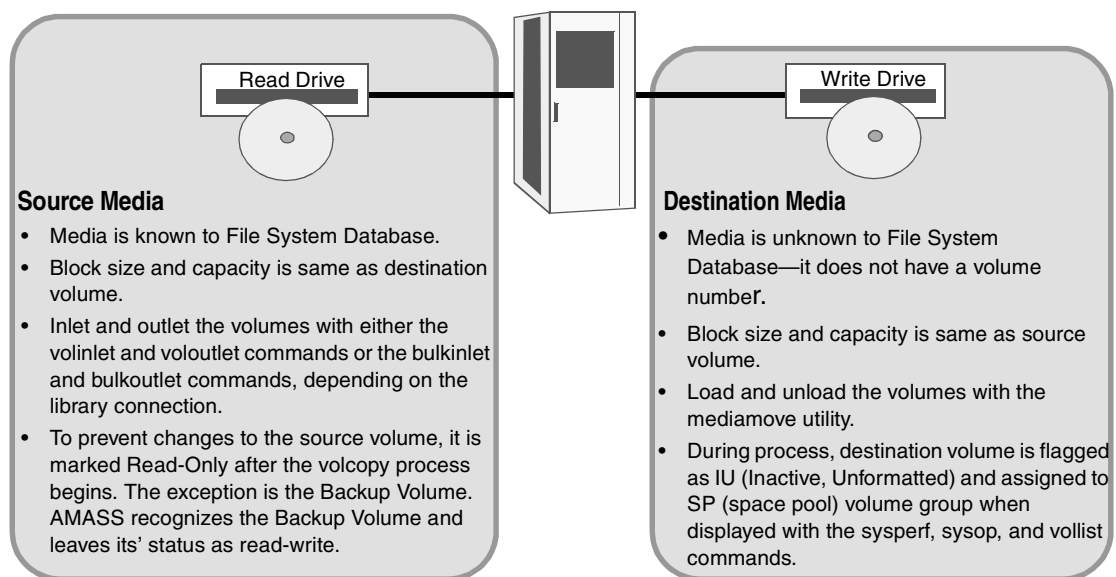 Read Drive
Write Drive
Source Media
• Media is known to File System Database.
• Block size and capacity is same as destination
volume.
• Inlet and outlet the volumes with either the
volinlet and voloutlet commands or the bulkinlet
and bulkoutlet commands, depending on the
library connection.
• To prevent changes to the source volume, it is
marked Read-Only after the volcopy process
begins. The exception is the Backup Volume.
AMASS recognizes the Backup Volume and
leaves its’ status as read-write.
Destination Media
• Media is unknown to File System
Database—it does not have a volume
number.
• Block size and capacity is same as source
volume.
• Load and unload the volumes with the
mediamove utility.
• During process, destination volume is flagged
as IU (Inactive, Unformatted) and assigned to
SP (space pool) volume group when
displayed with the sysperf, sysop, and vollist
commands.